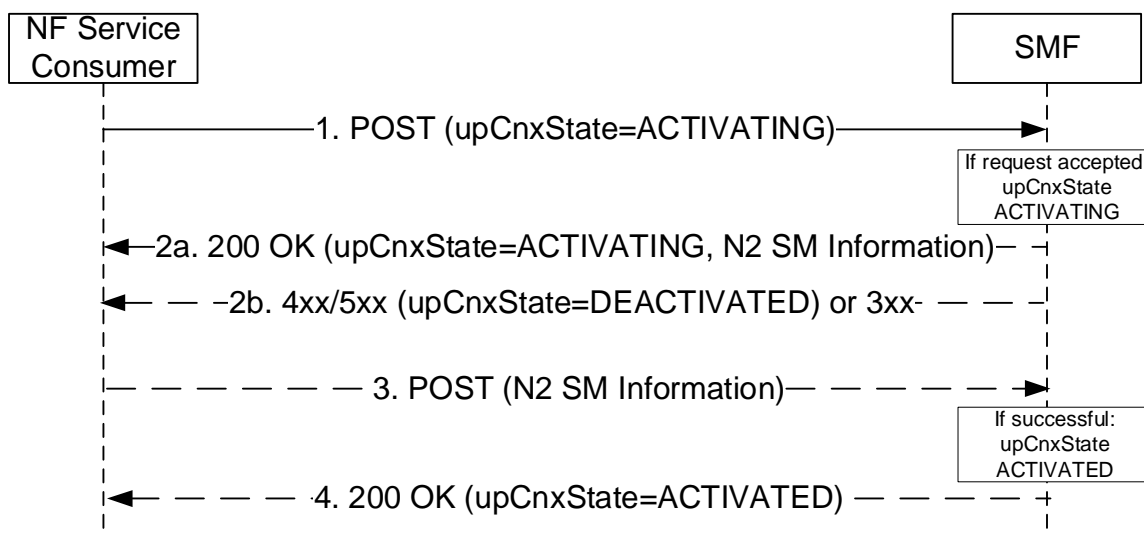 NF Service
Consumer
SMF
1. POST (upCnxState=ACTIVATING)
If request accepted
upCnxState
ACTIVATING
2a. 200 OK (upCnxState=ACTIVATING, N2 SM Information)
2b. 4xx/5xx (upCnxState=DEACTIVATED) or 3xx
3. POST (N2 SM Information)
If successful:
upCnxState
ACTIVATED
4. 200 OK (upCnxState=ACTIVATED)